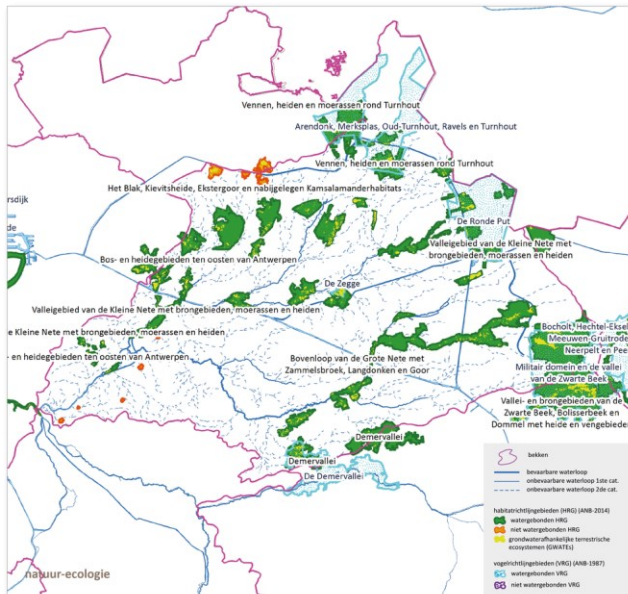 Vennen, heiden en moerassen rond Turnhout
Arendonk, Merksplas, Oud-Turnhout, Ravels en Turnhout
Vennen, heiden en moerassen rond Turnhout
Het Blak, Kievitsheide, Ekstergoor en nabijgelegen Kamsalamanderhabitats
rsdijk
de
De Ronde Put
Valleigebied van de Kleine Nete met
brongebieden, moerassen en heiden
Bos- en heidegebieden ten oosten van Antwerpen
De Zegge
Valleigebied van de Kleine Nete met brongebieden, moerassen en heiden
e Kleine Nete met brongebieden, moerassen en heiden
- en heidegebieden ten oosten van Antwerpen
Bovenloop van de Grote Nete met
Zammelsbroek, Langdonken en Goor
Bocholt, Hechtel-Eksel
Meeuwen-Gruitrode
Neerpelt en Pee
Militair domein en de vallei
van de Zwarte Beek
Vallei- en brongebieden van de
Zwarte Beek, Bolisserbeek en
Dommel met heide en vengebieden
Demervallei
Demervallei
De Demervallei
bekken
bevaarbare waterloop
onbevaarbare waterloop 1ste cat.
onbevaarbare waterloop 2de cat.
habitatrichtlijngebieden (HRG) (ANB-2014)
watergebonden HRG
niet watergebonden HRG
grondwaterafhankelijke terrestrische
ecosystemen (GWATEs)
vogelrichtlijngebieden (VRG) (ANB-1987)
watergebonden VRG
niet watergebonden VRG
natuur-ecologie